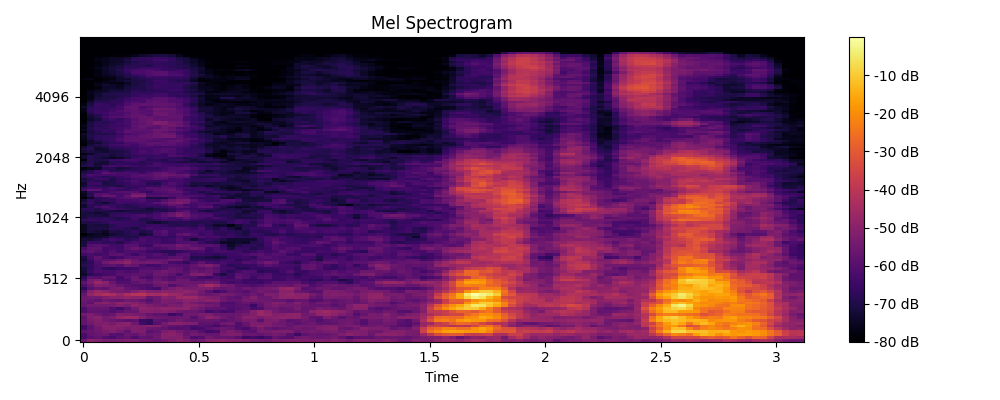 Mel Spectrogram
Hz
4096
2048
1024
512
0
0
0.5
1
1.5
2
2.5
3
Time
-10 dB
-20 dB
-30 dB
-40 dB
-50 dB
-60 dB
-70 dB
-80 dB